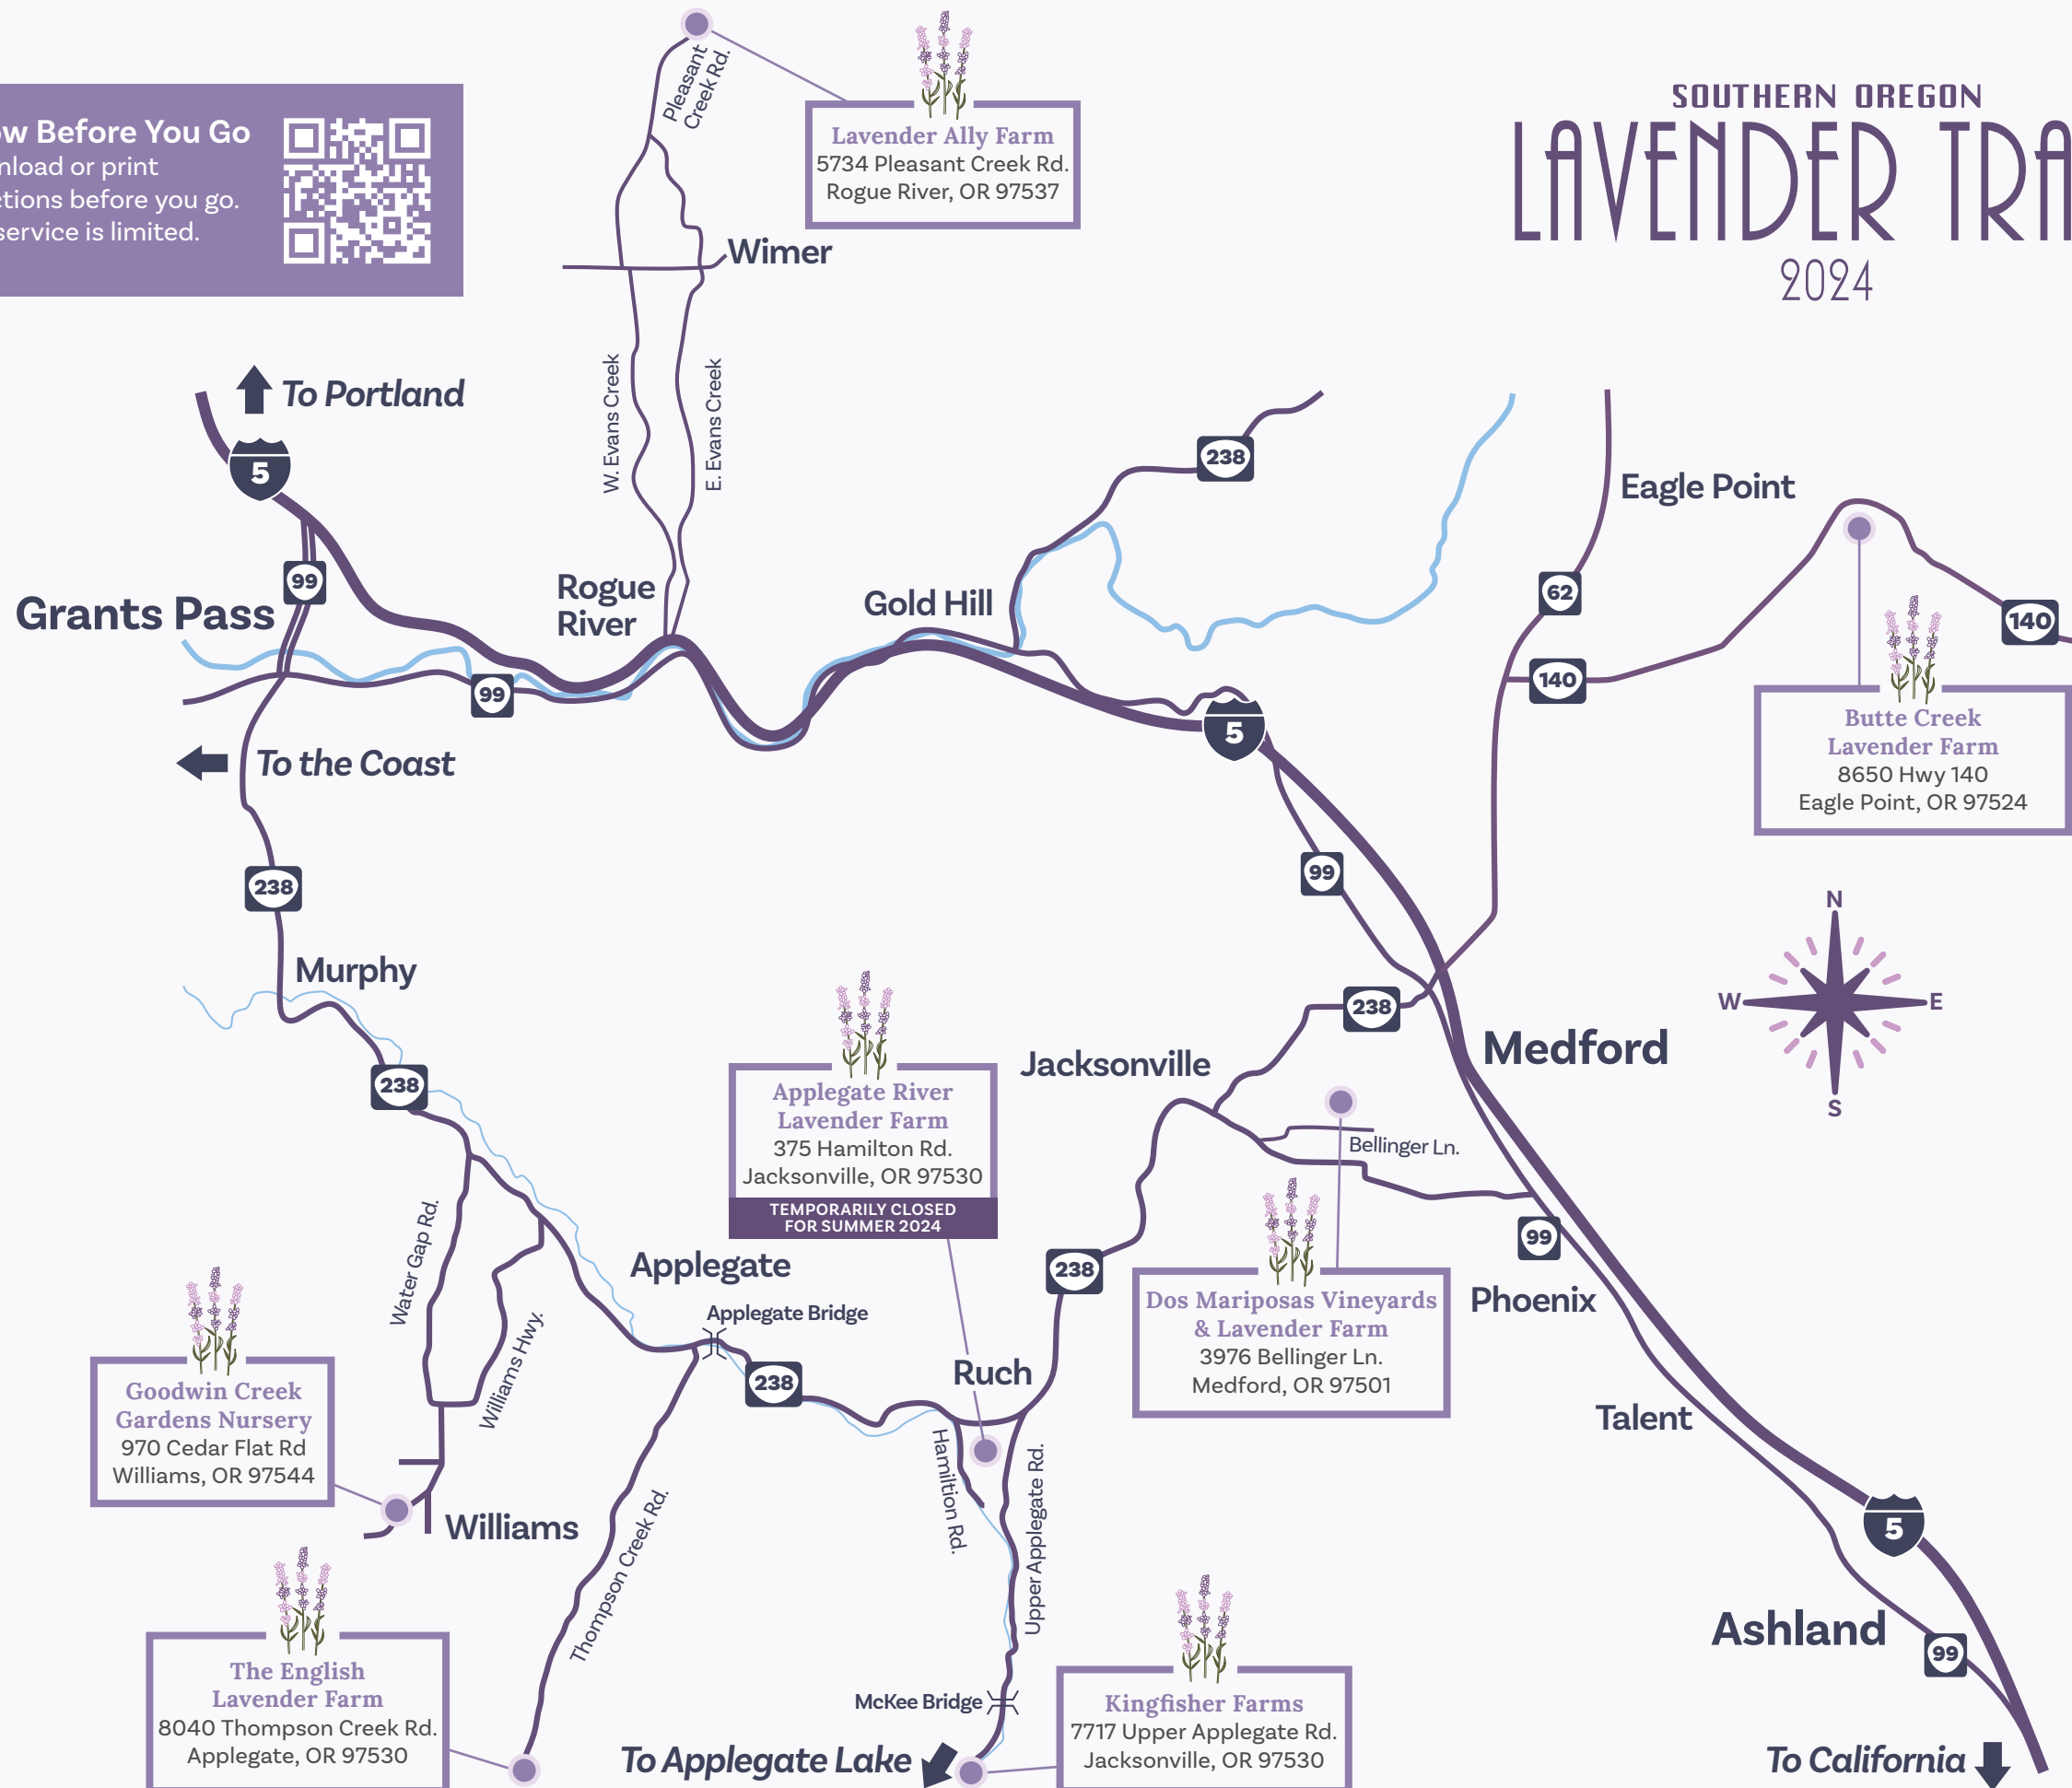 ow Before You Go
nload or print
ctions before you go.
service is limited.
SOUTHERN OREGON
LAVENDER TRA
2024
Pleasant
Creek Rd.
Lavender Ally Farm
5734 Pleasant Creek Rd.
Rogue River, OR 97537
Wimer
W. Evans Creek
E. Evans Creek
To Portland
5
99
Grants Pass
Rogue
River
99
Gold Hill
238
5
Eagle Point
62
140
140
Butte Creek
Lavender Farm
8650 Hwy 140
Eagle Point, OR 97524
To the Coast
238
Murphy
238
99
N
W
E
S
238
Medford
Jacksonville
Bellinger Ln.
Applegate River
Lavender Farm
375 Hamilton Rd.
Jacksonville, OR 97530
TEMPORARILY CLOSED
FOR SUMMER 2024
Dos Mariposas Vineyards
& Lavender Farm
3976 Bellinger Ln.
Medford, OR 97501
99
Phoenix
Talent
Water Gap Rd.
Williams Hwy.
Applegate
Applegate Bridge
238
238
Ruch
Goodwin Creek
Gardens Nursery
970 Cedar Flat Rd
Williams, OR 97544
Williams
Thompson Creek Rd.
Hamiltion Rd.
Upper Applegate Rd.
5
Ashland
99
The English
Lavender Farm
8040 Thompson Creek Rd.
Applegate, OR 97530
McKee Bridge
To Applegate Lake
Kingfisher Farms
7717 Upper Applegate Rd.
Jacksonville, OR 97530
To California